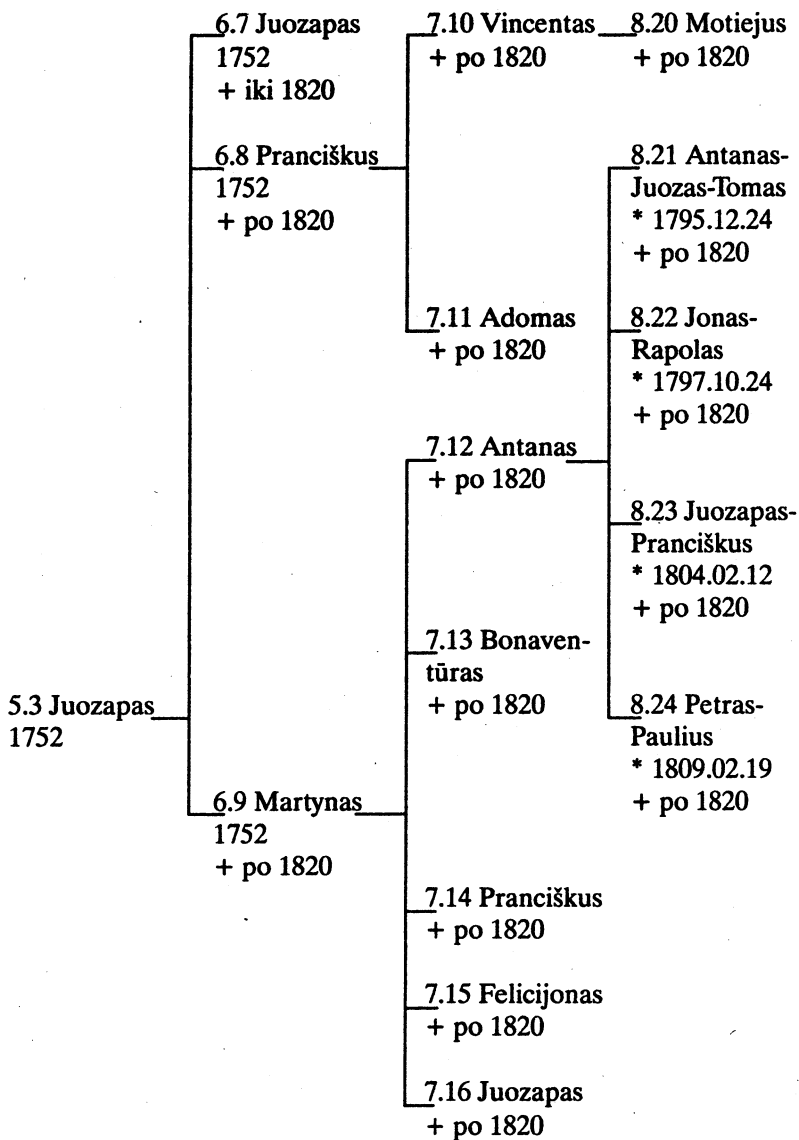 6.7 Juozapas
1752
+ iki 1820
6.8 Pranciškus
1752
+ po 1820
7.10 Vincentas
+ po 1820
8.20 Motiejus
+ po 1820
8.21 Antanas-
Juozas-Tomas
* 1795.12.24
+ po 1820
7.11 Adomas
+ po 1820
8.22 Jonas-
Rapolas
* 1797.10.24
+ po 1820
7.12 Antanas
+ po 1820
8.23 Juozapas-
Pranciškus
* 1804.02.12
+ po 1820
7.13 Bonaven-
tūras
+ po 1820
5.3 Juozapas
1752
8.24 Petras-
Paulius
* 1809.02.19
+ po 1820
6.9 Martynas
1752
+ po 1820
7.14 Pranciškus
+ po 1820
7.15 Felicijonas
+ po 1820
7.16 Juozapas
+ po 1820